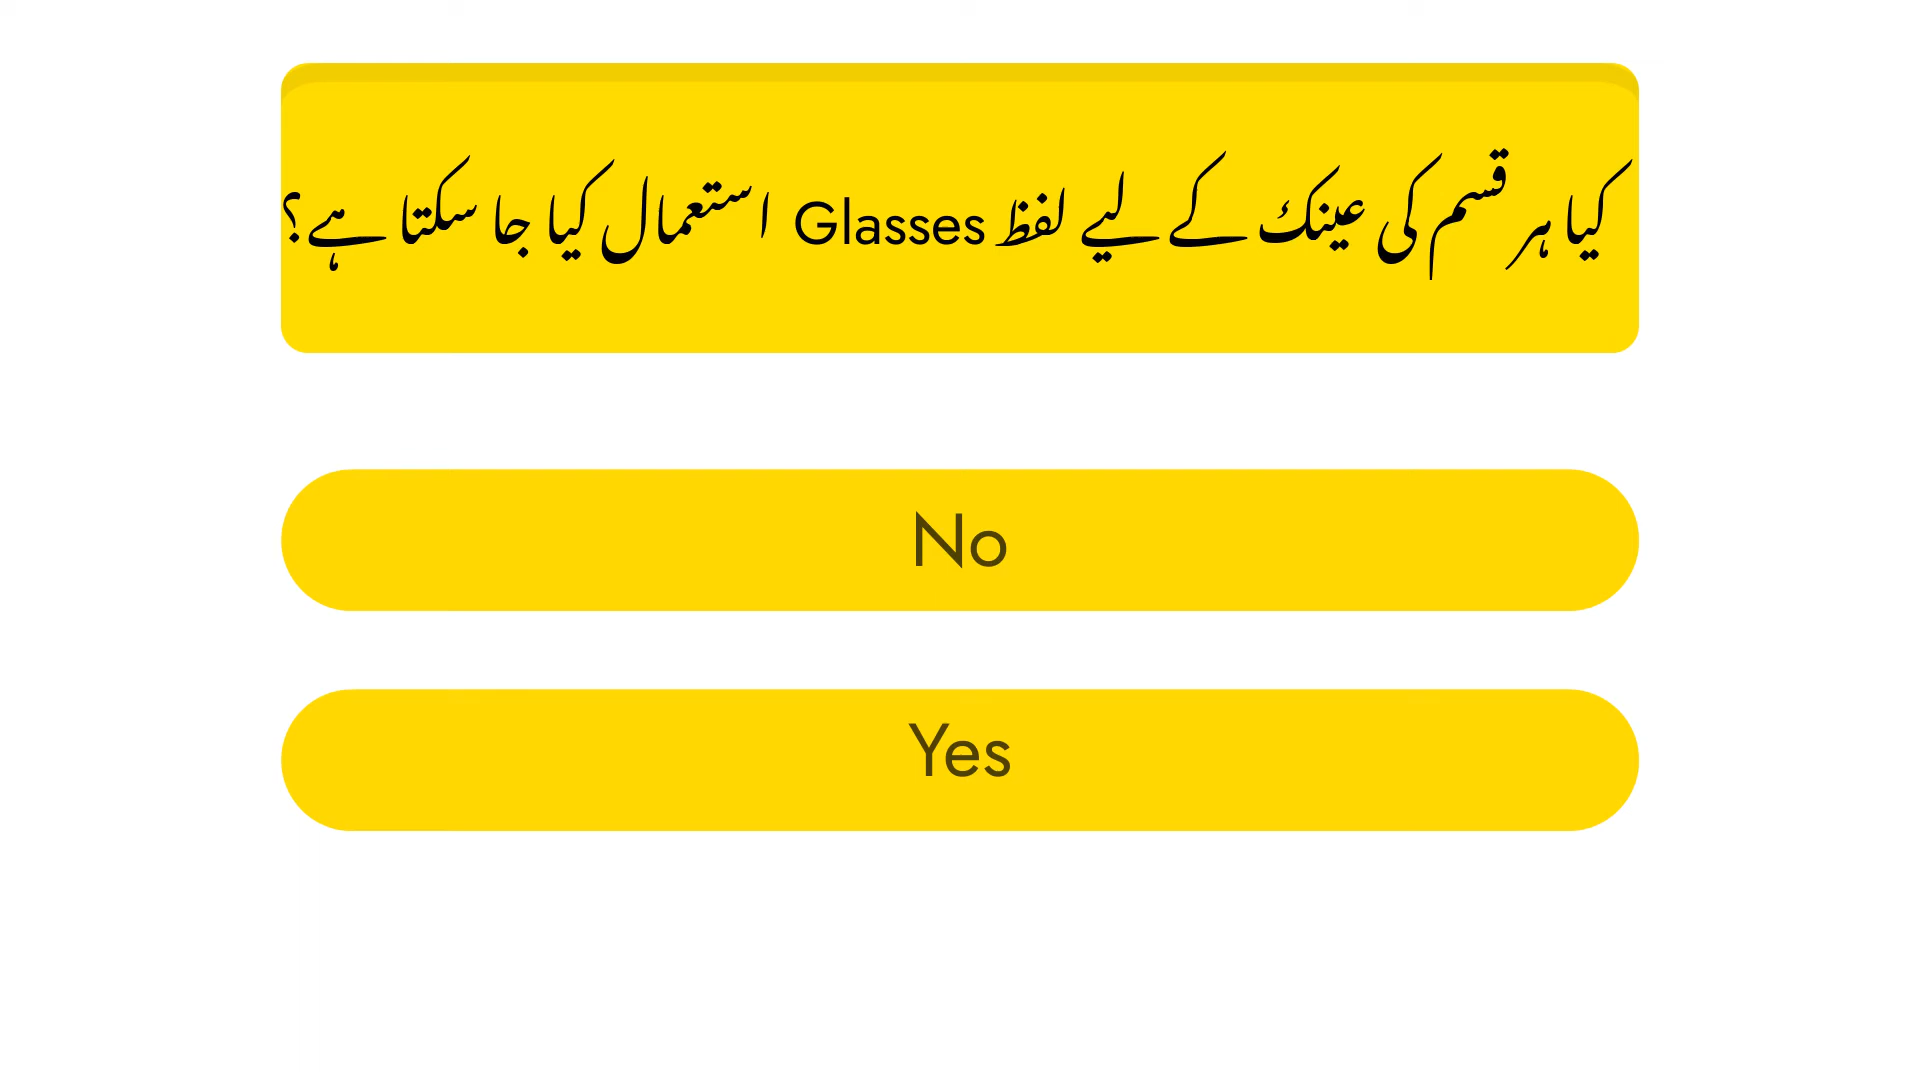 کیا ہر قسم کی عینک کے لیے لفظ Glasses استعمال کیا جا سکتا ہے؟
No
Yes